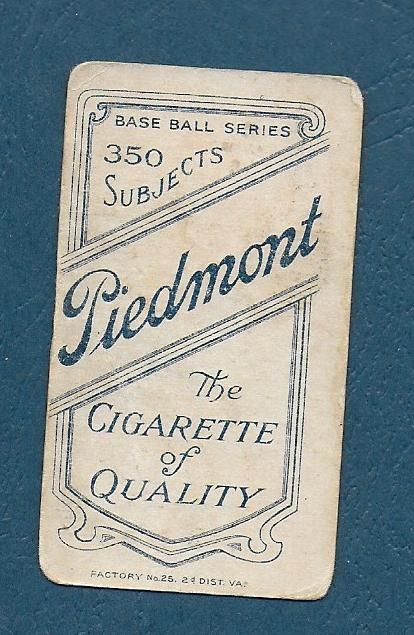 BASE BALL SERIES
350
SUBJECTS
Piedmont
The
CIGARETTE
of
QUALITY
FACTORY No. 25. 2d DIST. VA.